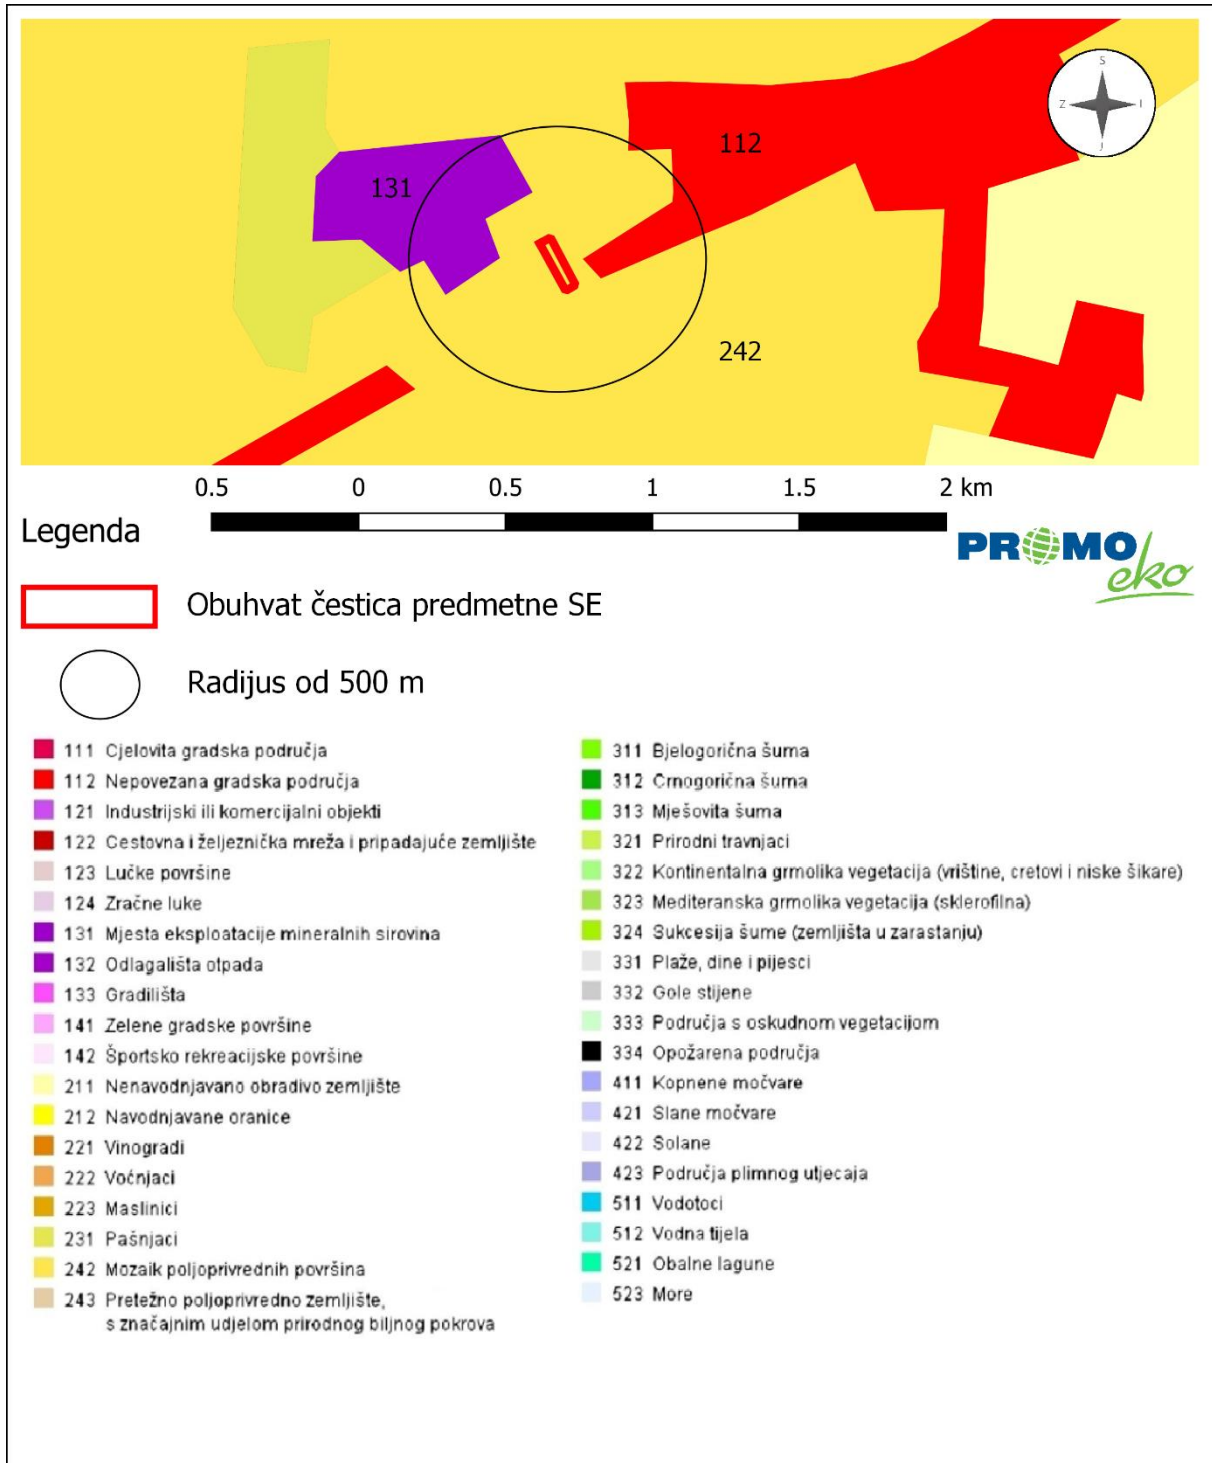 S
Z
I
J
112
131
242
0.5 0 0.5 1 1.5 2 km
Legenda
PROMO
eko
Obuhvat čestica predmetne SE
Radijus od 500 m
111 Cjelovita gradska područja
112 Nepovezana gradska područja
121 Industrijski ili komercijalni objekti
122 Cestovna i željeznička mreža i pripadajuće zemljište
123 Lučke površine
124 Zračne luke
131 Mjesta eksploatacije mineralnih sirovina
132 Odlagališta otpada
133 Gradilišta
141 Zelene gradske površine
142 Športsko rekreacijske površine
211 Nenavodnjavano obradivo zemljište
212 Navodnjavane oranice
221 Vinogradi
222 Voćnjaci
223 Maslinici
231 Pašnjaci
242 Mozaik poljoprivrednih površina
243 Pretežno poljoprivredno zemljište,
s značajnim udjelom prirodnog biljnog pokrova
311 Bjelogorična šuma
312 Crnogorična šuma
313 Mješovita šuma
321 Prirodni travnjaci
322 Kontinentalna grmolika vegetacija (vrištine, cretovi i niske šikare)
323 Mediteranska grmolika vegetacija (sklerofilna)
324 Sukcesija šume (zemljišta u zarastanju)
331 Plaže, dine i pijesci
332 Gole stijene
333 Područja s oskudnom vegetacijom
334 Opožarena područja
411 Kopnene močvare
421 Slane močvare
422 Solane
423 Područja plimnog utjecaja
511 Vodotoci
512 Vodna tijela
521 Obalne lagune
523 More